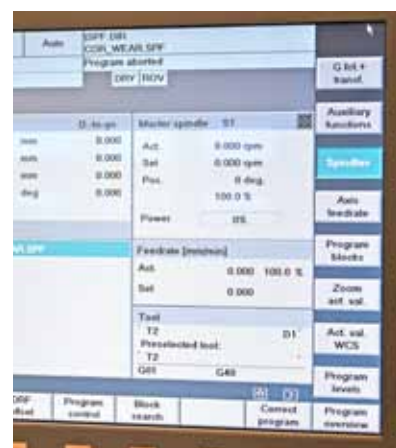 Auto
SPF.DIR
COR_WEAR.SPF
Program aborted
DRY ROV
G fct.+
transf.
Auxiliary
functions
Spindles
Axis
feedrate
Program
blocks
Zoom
act. val.
Act. val.
WCS
Program
levels
Program
overview
D-to-go
mm 0.000
mm 0.000
mm 0.000
deg 0.000
Master spindle S1
Act. 0.000 rpm
Set 0.000 rpm
Pos. 0 deg.
100.0 %
Power 0%
Feedrate [mm/min]
Act. 0.000 100.0 %
Set 0.000
Tool
T2 D1
Preselected tool:
T2
G01 G40
DRF
offset
Program
control
Block
search
Correct
program